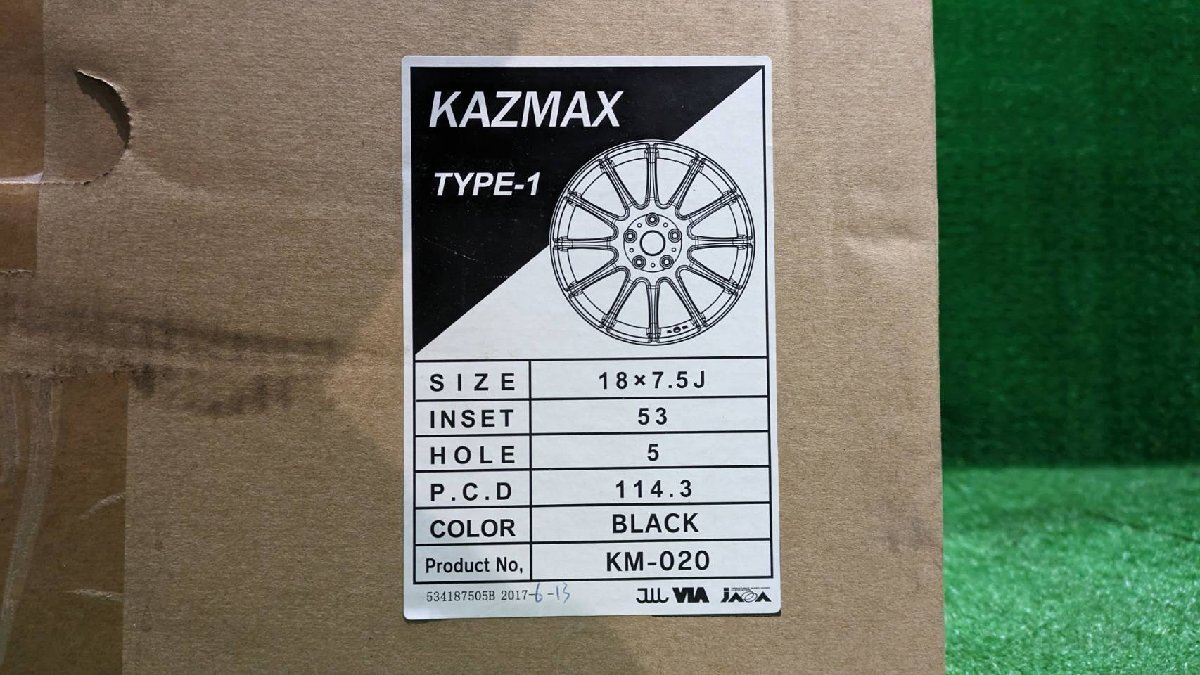 KAZMAX
TYPE-1
SIZE 18×7.5J
INSET 53
HOLE 5
P.C.D 114.3
COLOR BLACK
Product No, KM-020
534187505B 2017-6-13 JWL VIA JAWA